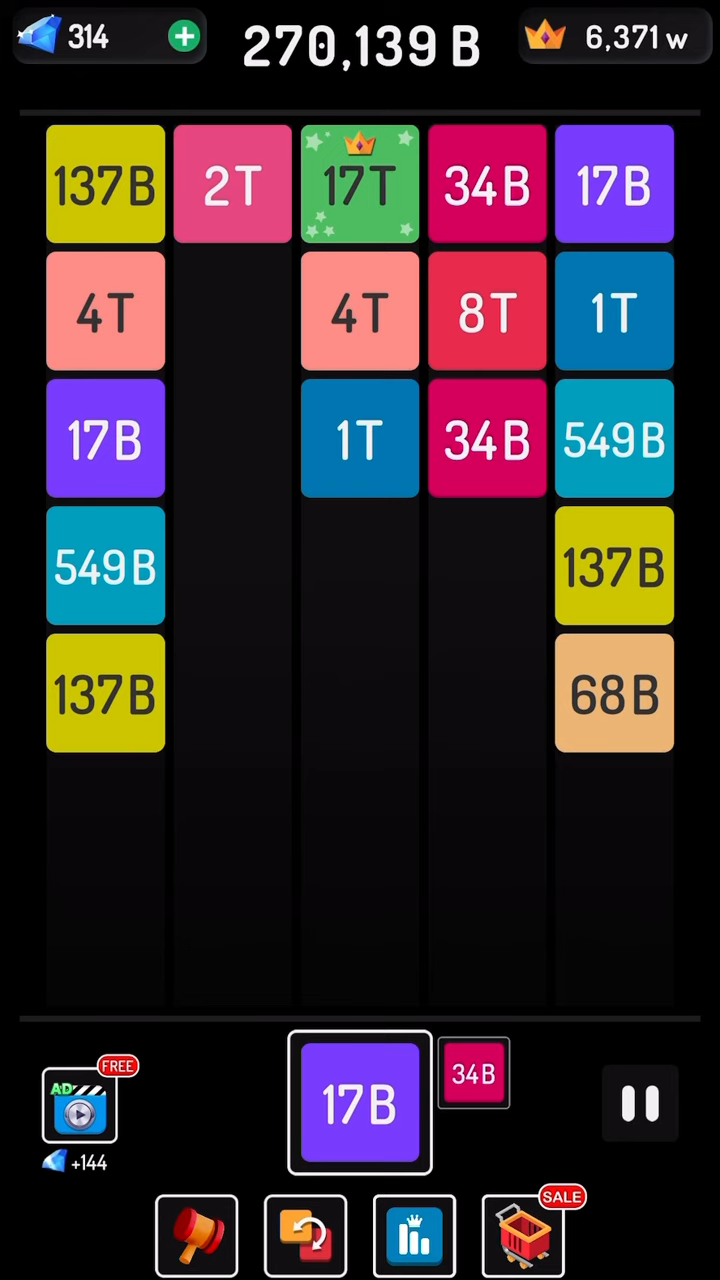 314
270,139 B
6,371 w
137B 2T 17T 34B 17B
4T 4T 8T 1T
17B 1T 34B 549B
549B 137B
137B 68B
FREE
AD
+144
17B
34B
SALE